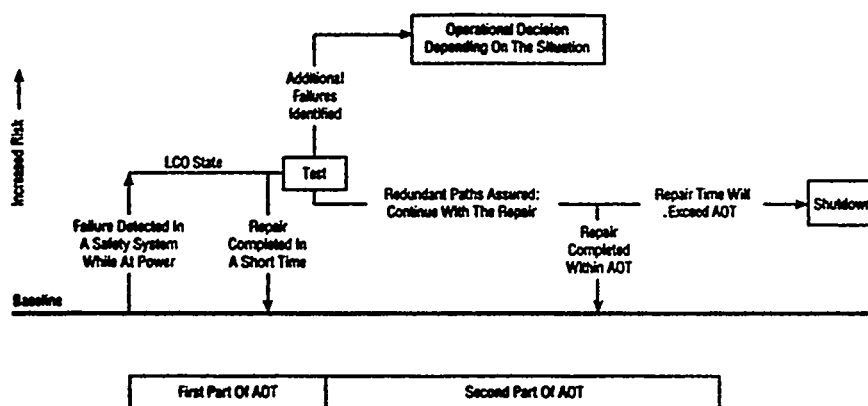 Operational Decision
Depending On The Situation
Additional
Failures
Identified
Increased Risk
LCO State
Test
Redundant Paths Assured:
Continue With The Repair
Repair Time Will
.Exceed AOT
Shutdown
Failure Detected In
A Safety System
While At Power
Repair
Completed In
A Short Time
Repair
Completed
Within AOT
Baseline
First Part Of AOT
Second Part Of AOT